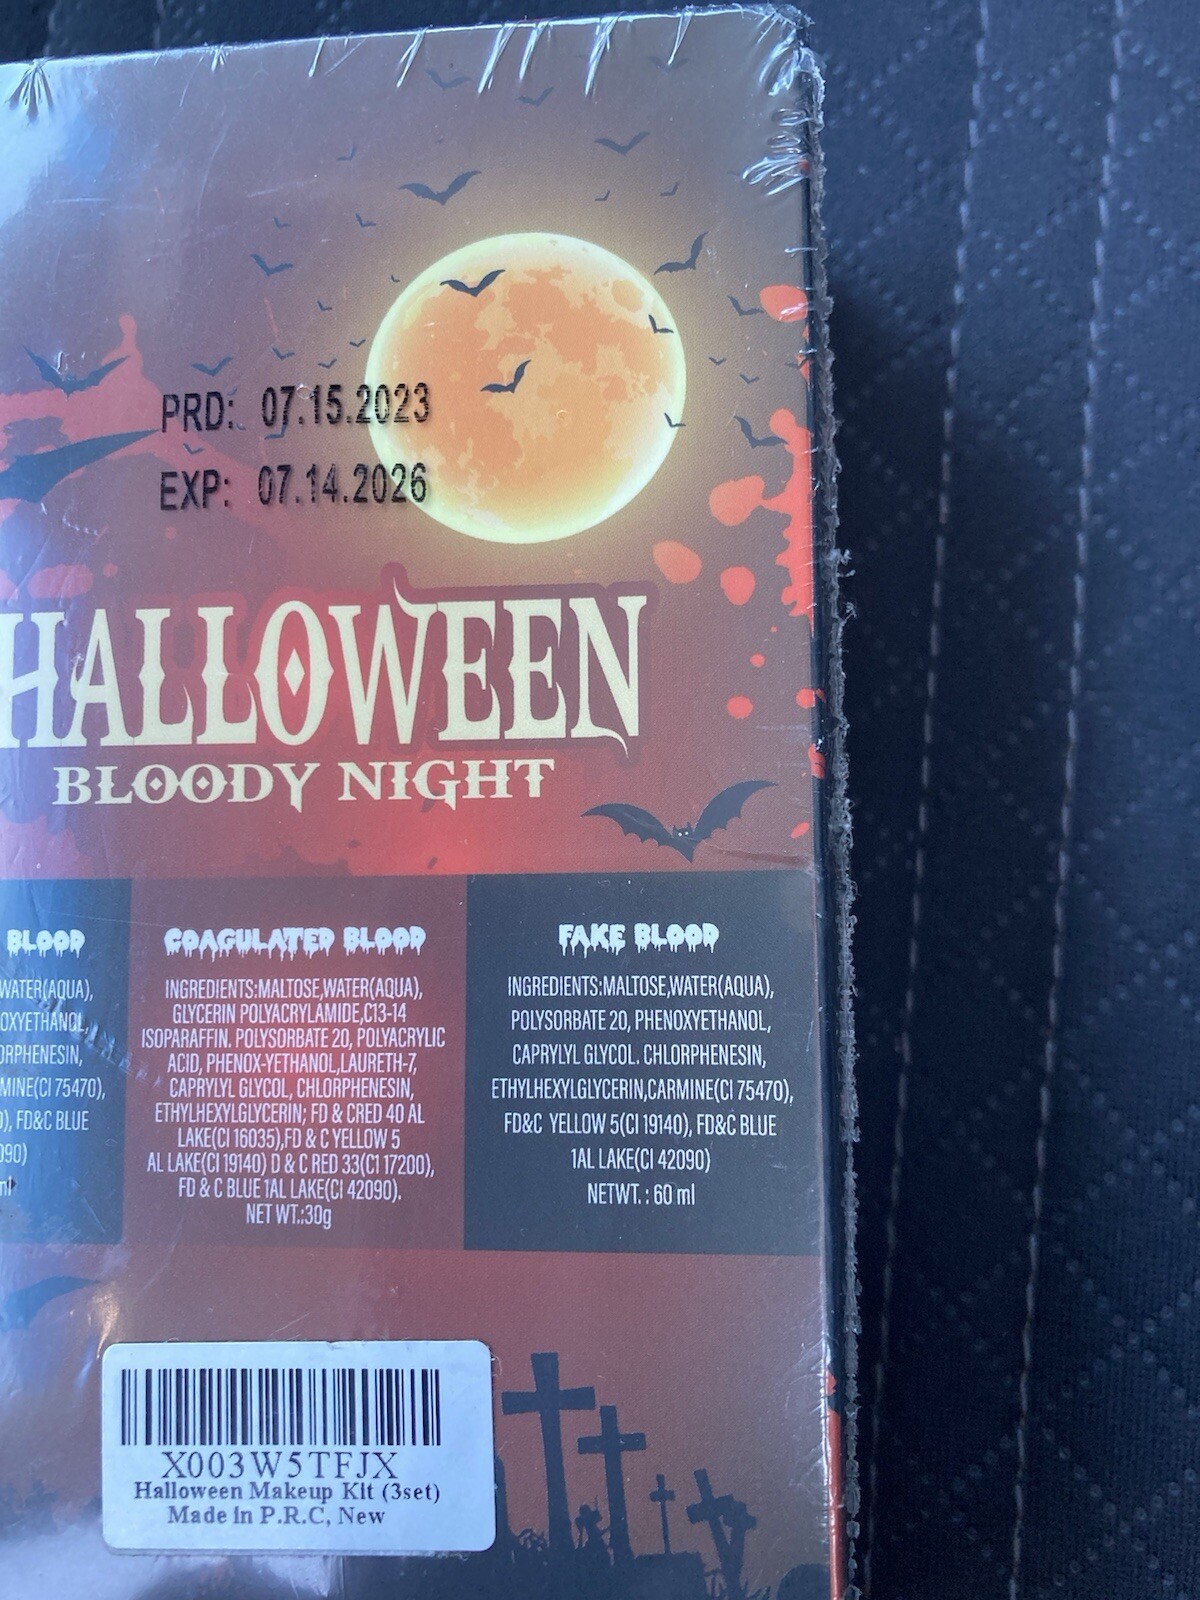 PRD: 07.15.2023
EXP: 07.14.2026
HALLOWEEN
BLOODY NIGHT
BLOOD
WATER(AQUA),
OXYETHANOL,
ORPHENESIN,
MINE(CI 75470),
), FD&C BLUE
090)
ml
COAGULATED BLOOD
INGREDIENTS:MALTOSE,WATER(AQUA),
GLYCERIN POLYACRYLAMIDE,C13-14
ISOPARAFFIN. POLYSORBATE 20, POLYACRYLIC
ACID, PHENOX-YETHANOL,LAURETH-7,
CAPRYLYL GLYCOL, CHLORPHENESIN,
ETHYLHEXYLGLYCERIN; FD & CRED 40 AL
LAKE(CI 16035),FD & C YELLOW 5
AL LAKE(CI 19140) D & C RED 33(C1 17200),
FD & C BLUE 1AL LAKE(CI 42090).
NET WT.:30g
FAKE BLOOD
INGREDIENTS:MALTOSE,WATER(AQUA),
POLYSORBATE 20, PHENOXYETHANOL,
CAPRYLYL GLYCOL. CHLORPHENESIN,
ETHYLHEXYLGLYCERIN,CARMINE(CI 75470),
FD&C YELLOW 5(CI 19140), FD&C BLUE
1AL LAKE(CI 42090)
NETWT. : 60 ml
X003W5TFJX
Halloween Makeup Kit (3set)
Made in P.R.C, New